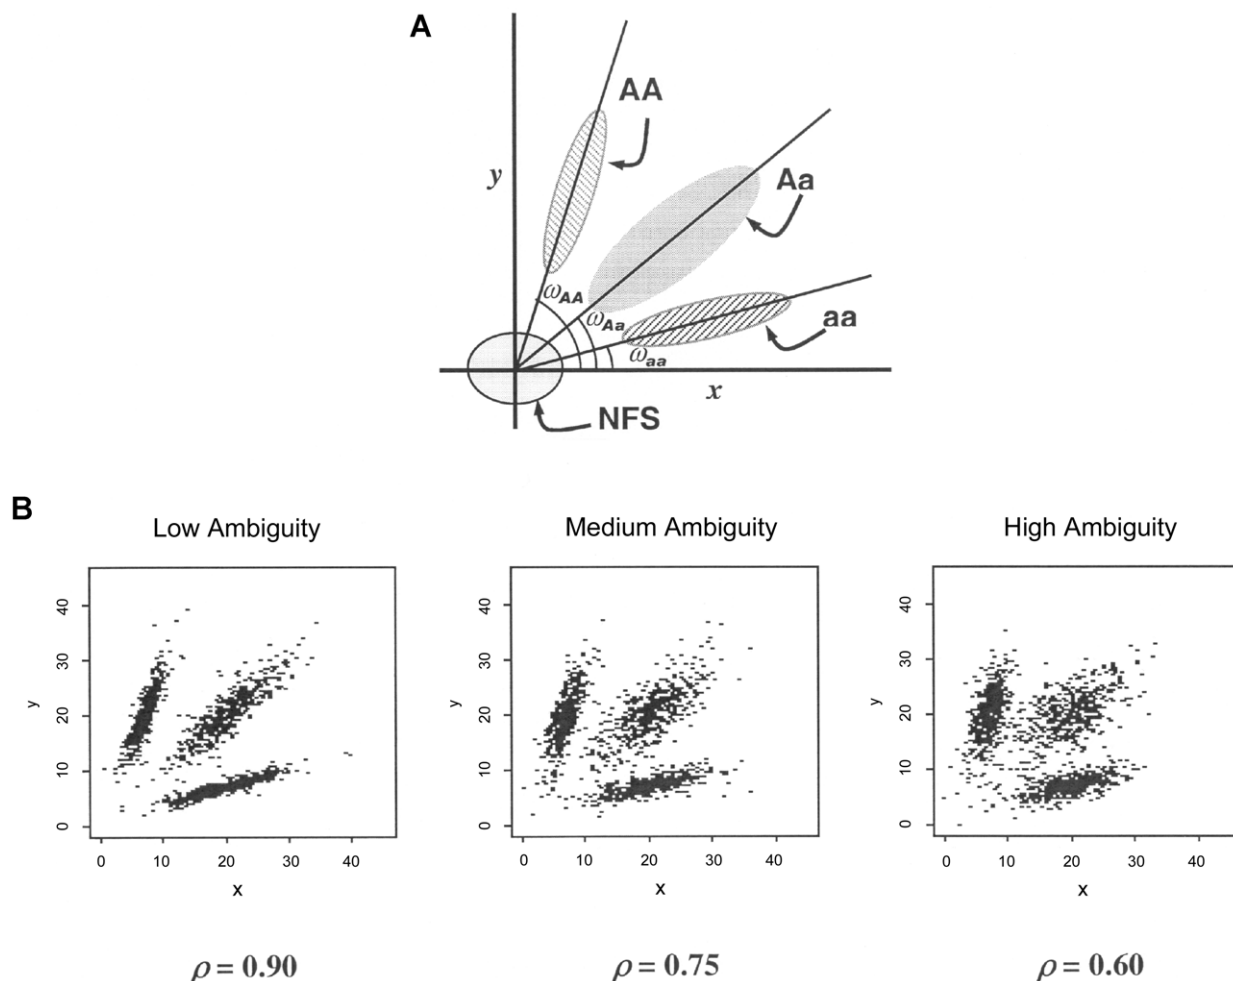 A
AA
y
Aa
ωAA
ωAa
aa
ωaa
x
NFS
B
Low Ambiguity Medium Ambiguity High Ambiguity
40 40 40
30 30 30
y 20 y 20 y 20
10 10 10
0 0 0
0 10 20 30 40 0 10 20 30 40 0 10 20 30 40
x x x
ρ = 0.90 ρ = 0.75 ρ = 0.60